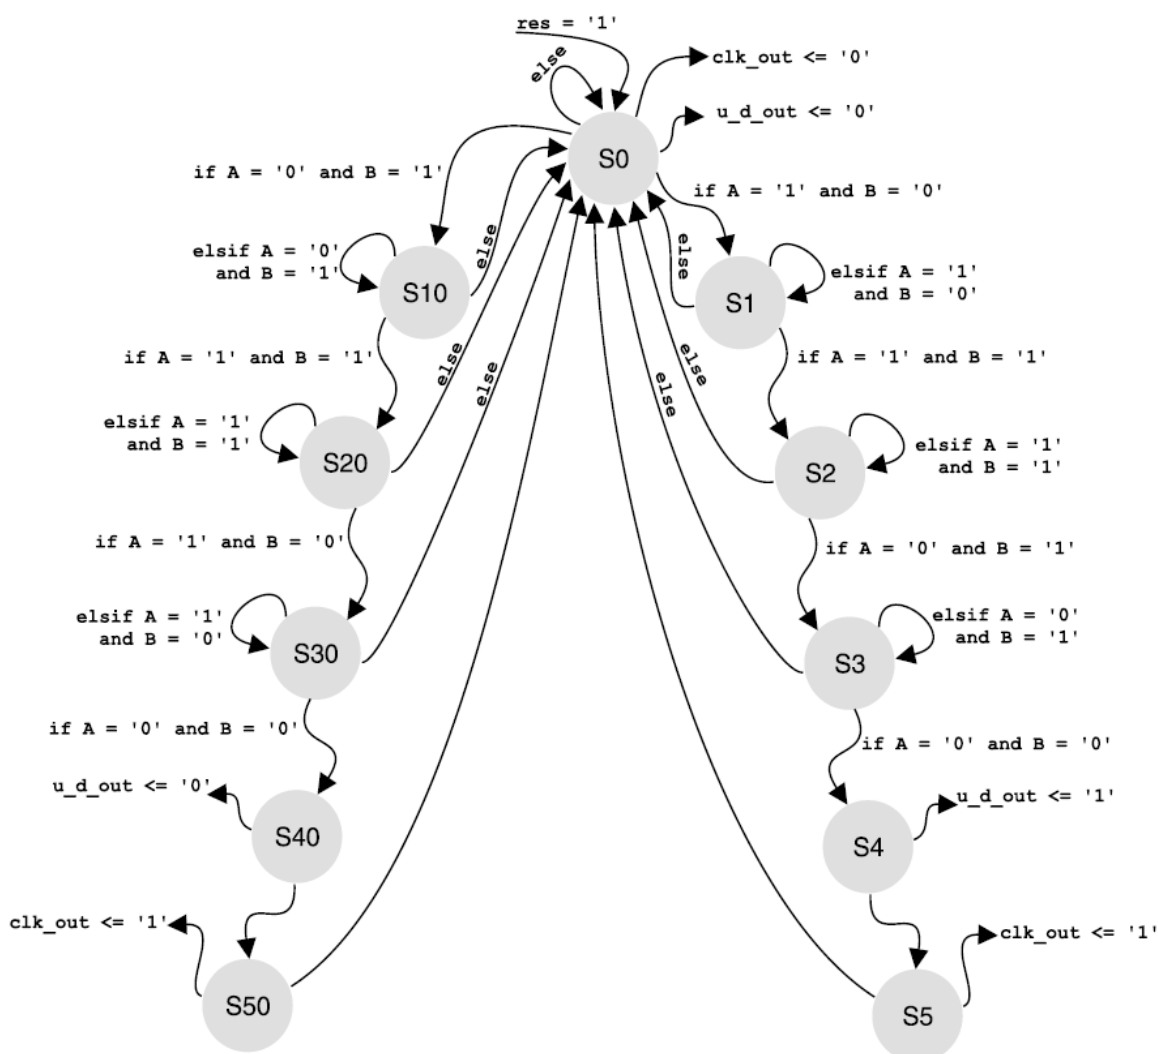 res = '1'
else
clk_out <= '0'
u_d_out <= '0'
S0
if A = '0' and B = '1'
if A = '1' and B = '0'
else
else
elsif A = '0'
and B = '1'
S10
S1
elsif A = '1'
and B = '0'
if A = '1' and B = '1'
else
else
else
else
if A = '1' and B = '1'
elsif A = '1'
and B = '1'
S20
S2
elsif A = '1'
and B = '1'
if A = '1' and B = '0'
if A = '0' and B = '1'
elsif A = '1'
and B = '0'
S30
S3
elsif A = '0'
and B = '1'
if A = '0' and B = '0'
if A = '0' and B = '0'
u_d_out <= '0'
u_d_out <= '1'
S40
S4
clk_out <= '1'
clk_out <= '1'
S50
S5